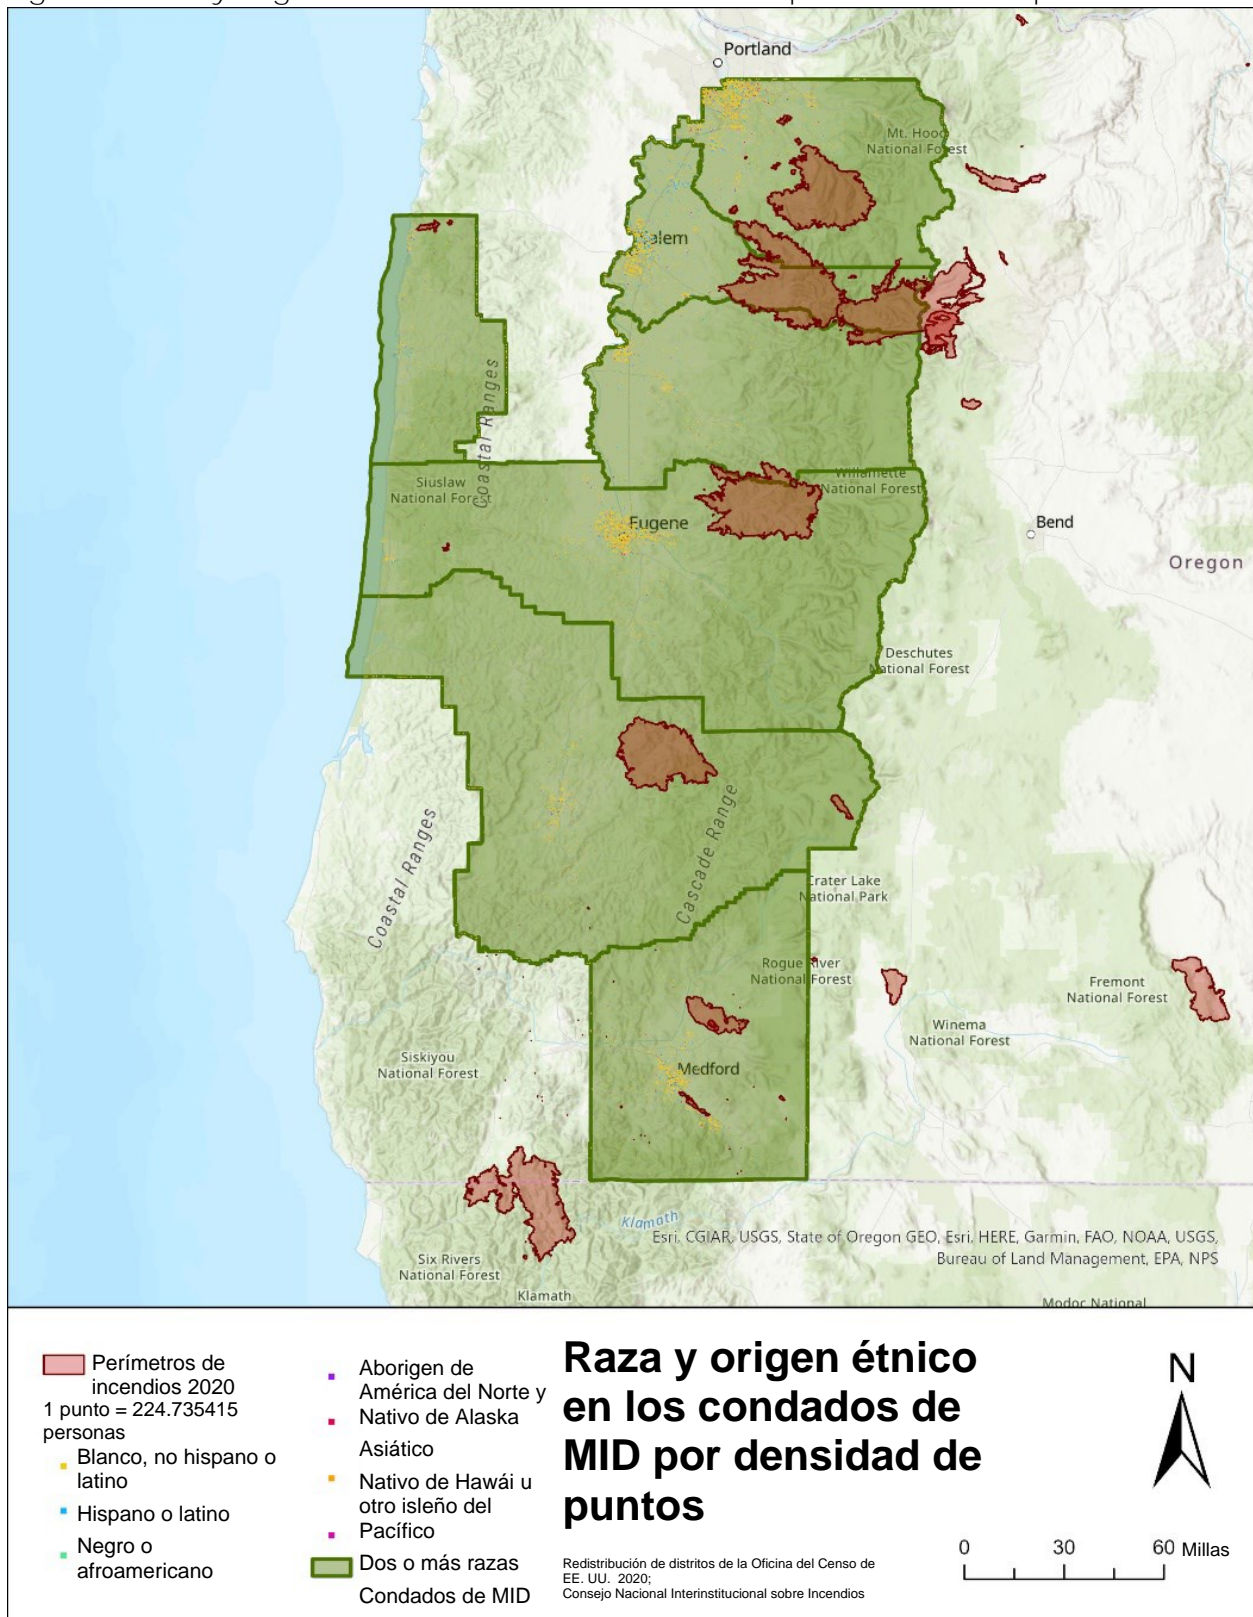 Portland
Mt. Hood
National Forest
Salem
Coastal Ranges
Siuslaw
National Forest
Willamette
National Forest
Eugene
Bend
Oregon
Deschutes
National Forest
Coastal Ranges
Cascade Range
Crater Lake
National Park
Rogue River
National Forest
Fremont
National Forest
Winema
National Forest
Siskiyou
National Forest
Medford
Klamath
Esri, CGIAR, USGS, State of Oregon GEO, Esri, HERE, Garmin, FAO, NOAA, USGS,
Bureau of Land Management, EPA, NPS
Six Rivers
National Forest
Klamath
Modoc National
Perímetros de
incendios 2020
1 punto = 224.735415
personas
Blanco, no hispano o
latino
Hispano o latino
Negro o
afroamericano
Aborigen de
América del Norte y
Nativo de Alaska
Asiático
Nativo de Hawái u
otro isleño del
Pacífico
Dos o más razas
Condados de MID
Raza y origen étnico
en los condados de
MID por densidad de
puntos
Redistribución de distritos de la Oficina del Censo de
EE. UU. 2020;
Consejo Nacional Interinstitucional sobre Incendios
N
0 30 60 Millas